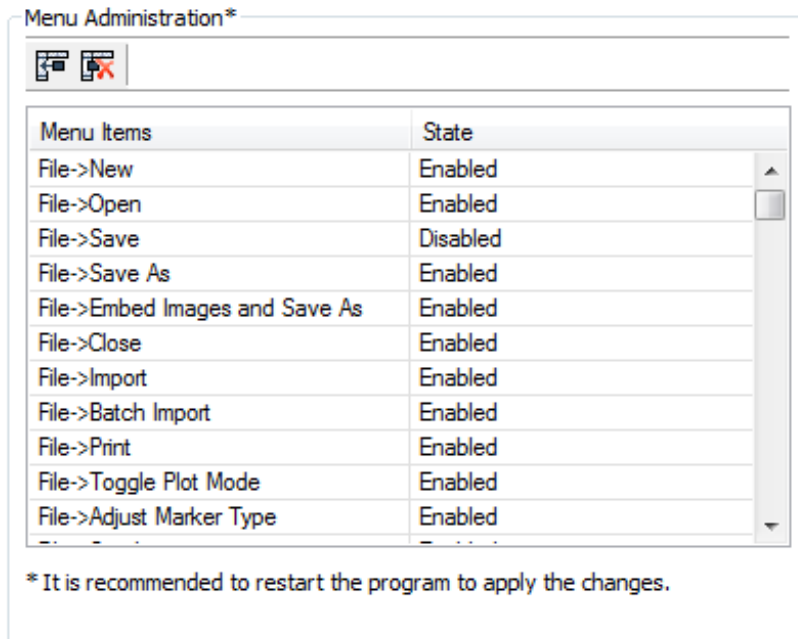 Menu Administration*
Menu Items State
File->New Enabled
File->Open Enabled
File->Save Disabled
File->Save As Enabled
File->Embed Images and Save As Enabled
File->Close Enabled
File->Import Enabled
File->Batch Import Enabled
File->Print Enabled
File->Toggle Plot Mode Enabled
File->Adjust Marker Type Enabled
* It is recommended to restart the program to apply the changes.